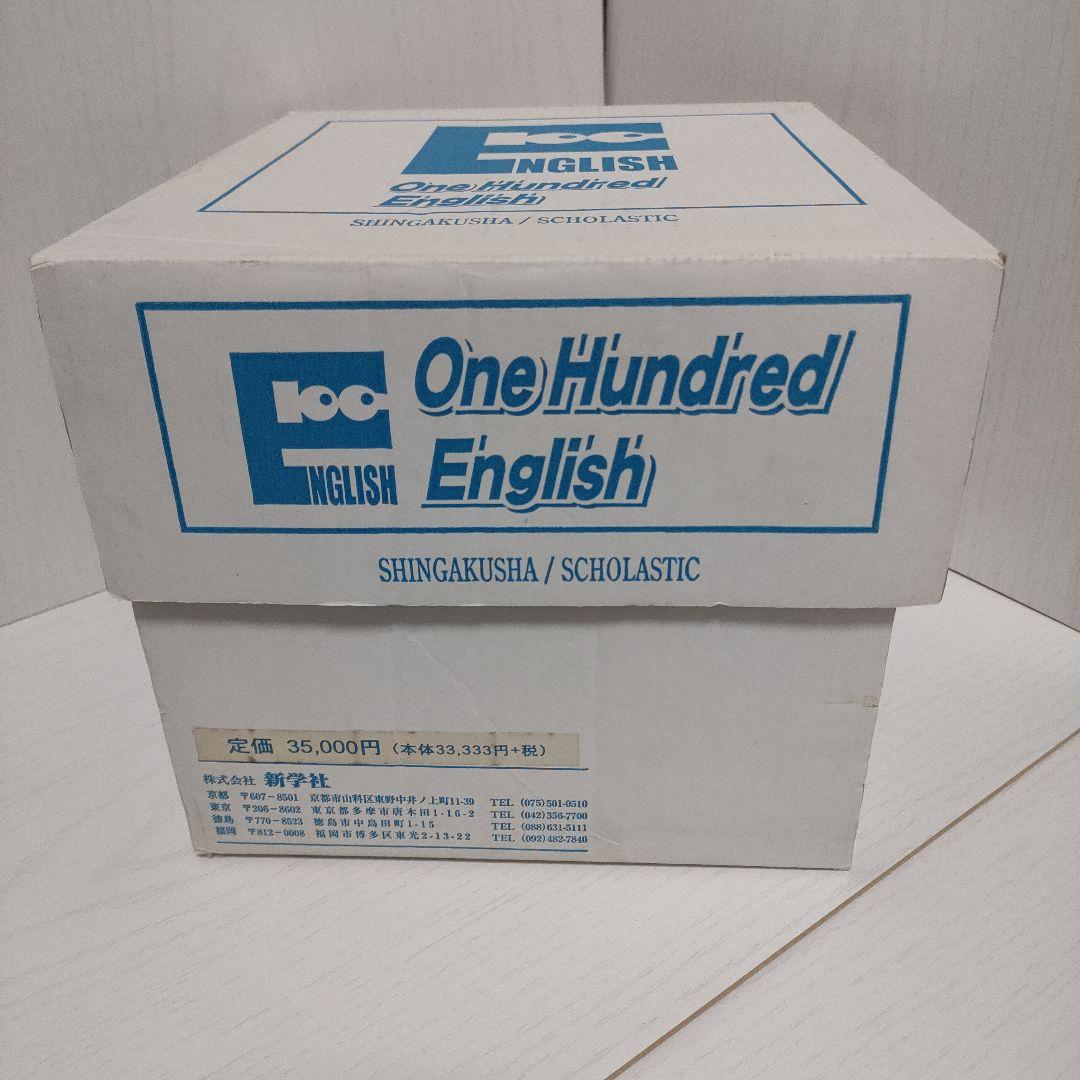 100
ENGLISH
One Hundred
English
SHINGAKUSHA / SCHOLASTIC
100
ENGLISH
One Hundred
English
SHINGAKUSHA / SCHOLASTIC
定価 35,000円 (本体33,333円+税)
株式会社 新学社
京都 〒607-8501 京都市山科区東野中井ノ上町11-39 TEL (075)501-0510
東京 〒206-8602 東京都多摩市唐木田1-16-2 TEL (042)356-7700
徳島 〒770-8523 徳島市中島田町1-15 TEL (088)631-5111
福岡 〒812-0008 福岡市博多区東光2-13-22 TEL (092)482-7840